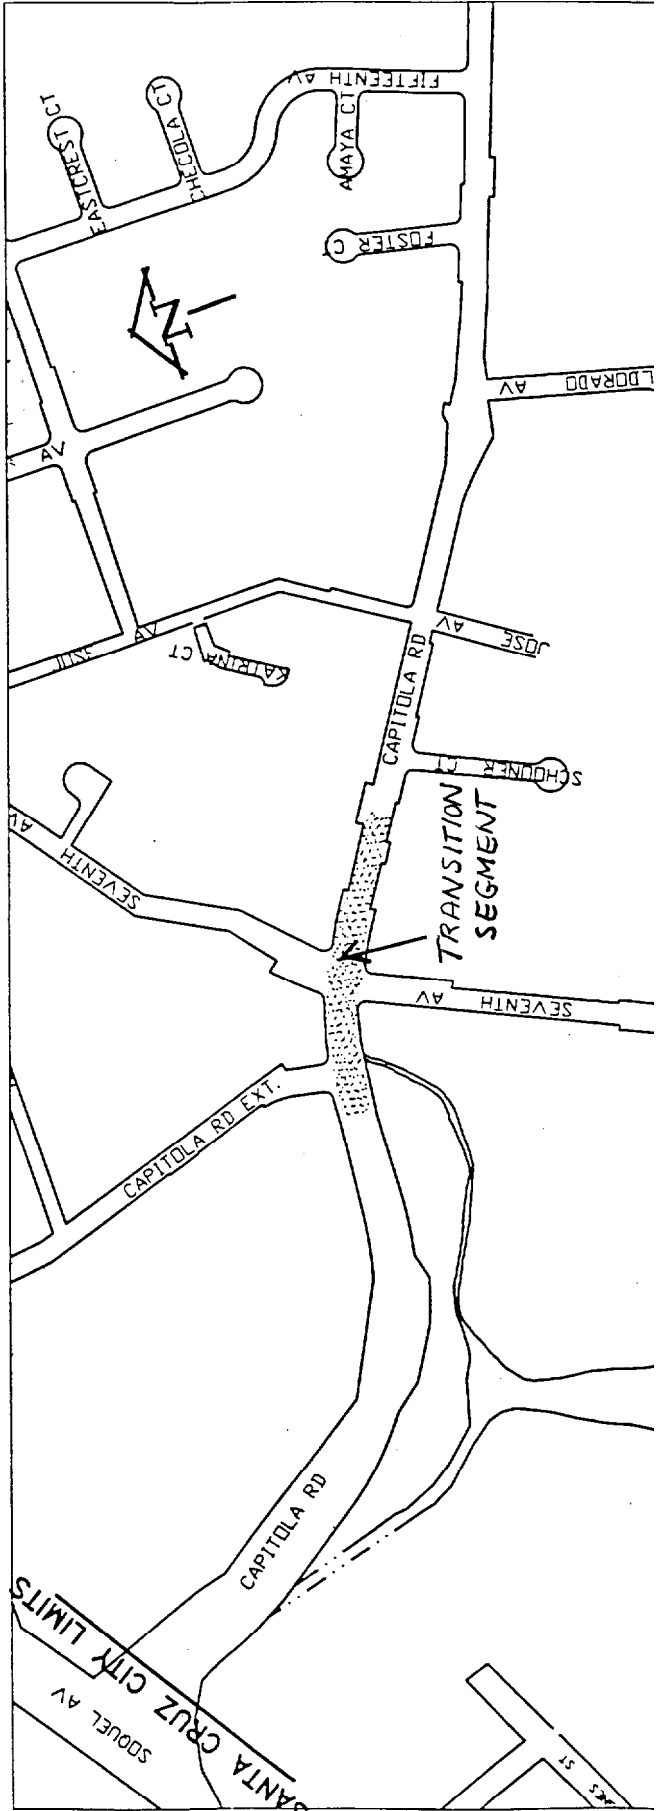 EASTCREST CT
CHECOLA CT
FIFTEENTH AV
AMAYA CT
FOSTER C
N
LDORADO AV
AV
JOSE AV
KATRINA CT
JOSE AV
CAPITOLA RD
SCHOONER CT
TRANSITION
SEGMENT
SEVENTH AV
SEVENTH AV
CAPITOLA RD EXT.
CAPITOLA RD
SANTA CRUZ CITY LIMITS
SOQUEL AV
ST